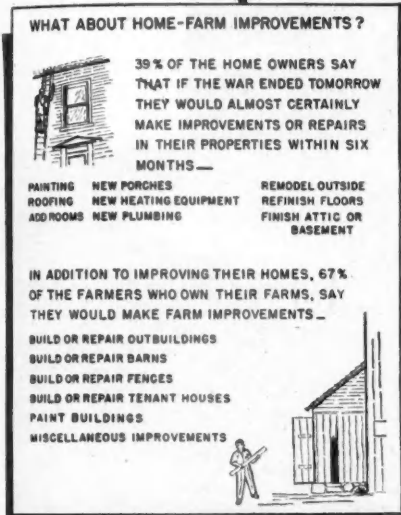 WHAT ABOUT HOME-FARM IMPROVEMENTS?
39% OF THE HOME OWNERS SAY
THAT IF THE WAR ENDED TOMORROW
THEY WOULD ALMOST CERTAINLY
MAKE IMPROVEMENTS OR REPAIRS
IN THEIR PROPERTIES WITHIN SIX
MONTHS—
PAINTING NEW PORCHES REMODEL OUTSIDE
ROOFING NEW HEATING EQUIPMENT REFINISH FLOORS
ADD ROOMS NEW PLUMBING FINISH ATTIC OR
BASEMENT
IN ADDITION TO IMPROVING THEIR HOMES, 67%
OF THE FARMERS WHO OWN THEIR FARMS, SAY
THEY WOULD MAKE FARM IMPROVEMENTS—
BUILD OR REPAIR OUTBUILDINGS
BUILD OR REPAIR BARNS
BUILD OR REPAIR FENCES
BUILD OR REPAIR TENANT HOUSES
PAINT BUILDINGS
MISCELLANEOUS IMPROVEMENTS